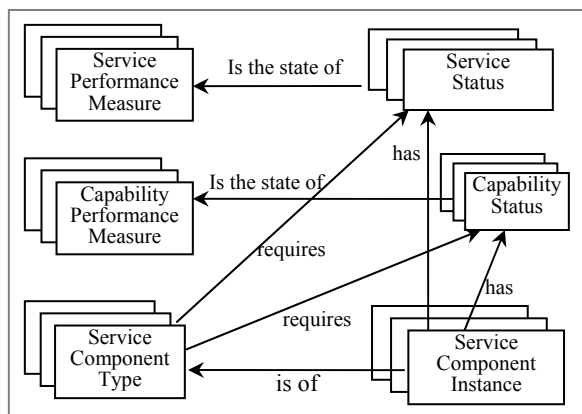 Service
Performance
Measure
Is the state of
Service
Status
has
Capability
Performance
Measure
Is the state of
Capability
Status
requires
has
requires
Service
Component
Type
is of
Service
Component
Instance